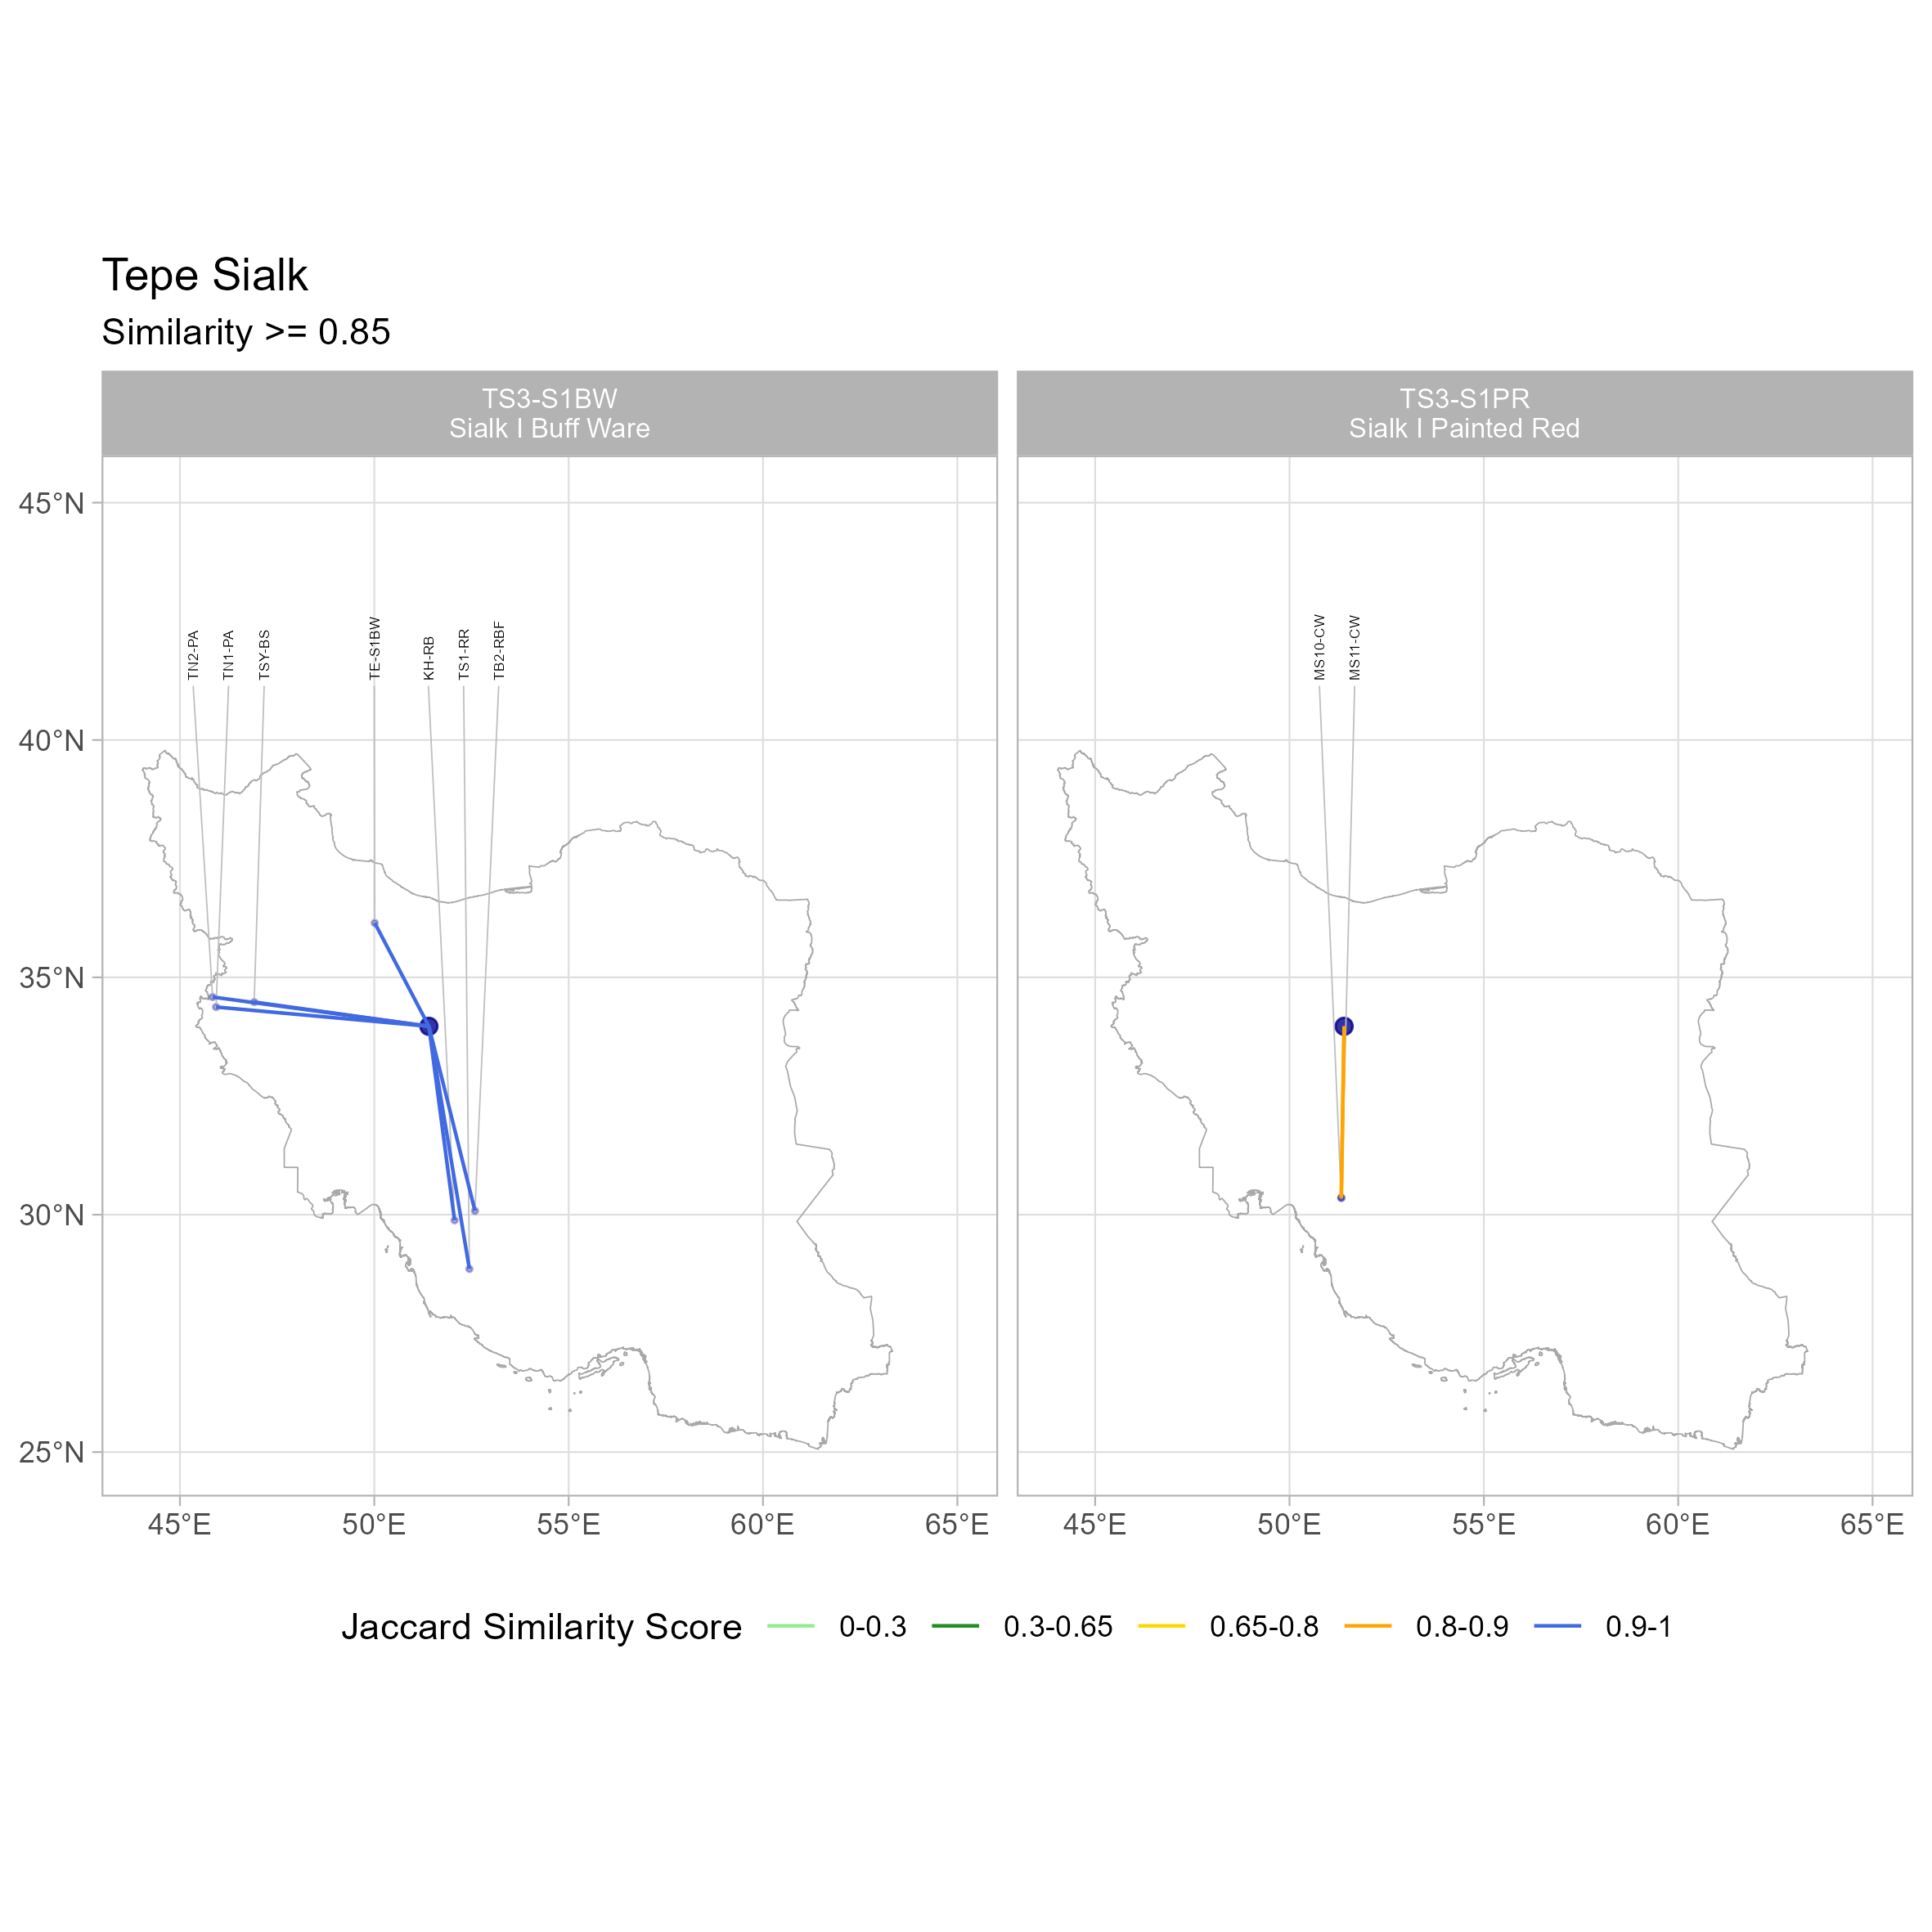 Tepe Sialk
Similarity >= 0.85
TS3-S1BW
Sialk I Buff Ware
TS3-S1PR
Sialk I Painted Red
TN2-PA
TN1-PA
TSY-BS
TE-S1BW
KH-RB
TS1-RR
TB2-RBF
MS10-CW
MS11-CW
45°N
40°N
35°N
30°N
25°N
45°E 50°E 55°E 60°E 65°E
45°E 50°E 55°E 60°E 65°E
Jaccard Similarity Score 0-0.3 0.3-0.65 0.65-0.8 0.8-0.9 0.9-1